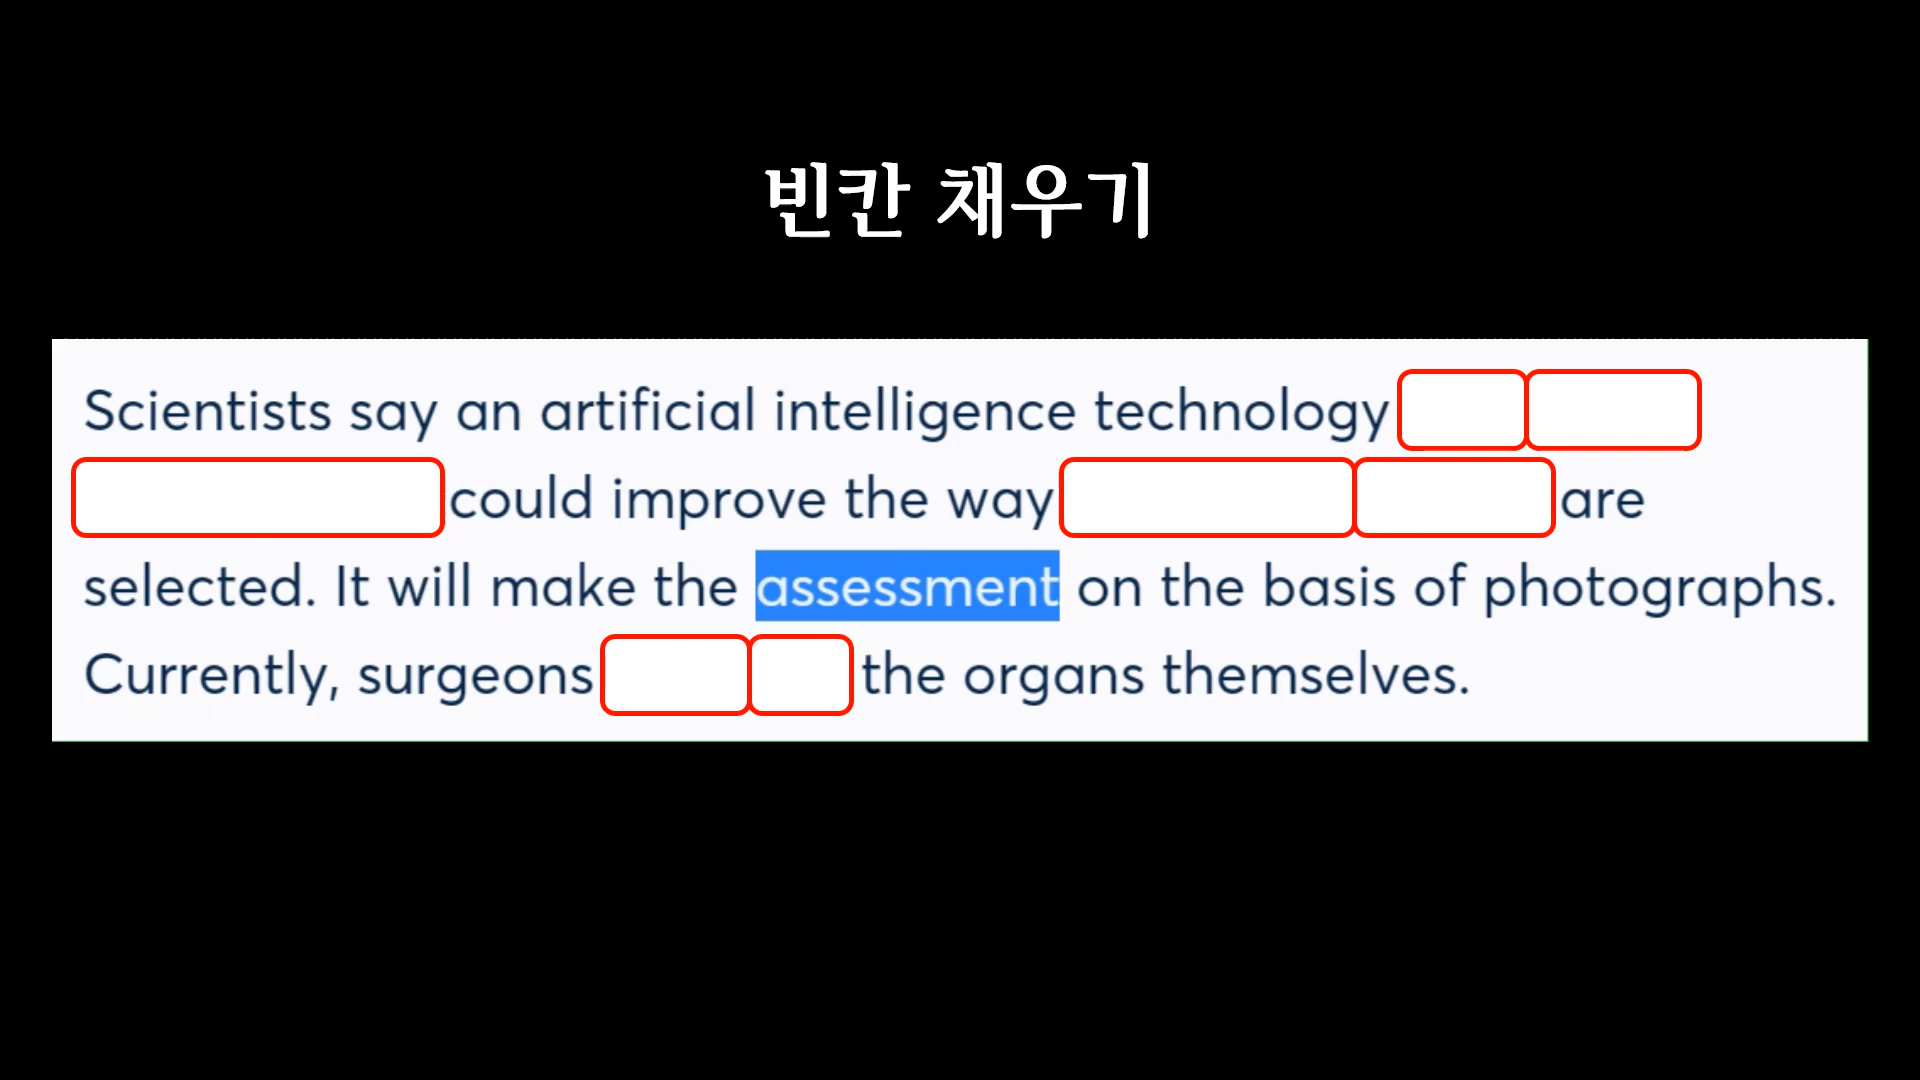 빈칸 채우기
Scientists say an artificial intelligence technology
could improve the way are
selected. It will make the assessment on the basis of photographs.
Currently, surgeons the organs themselves.